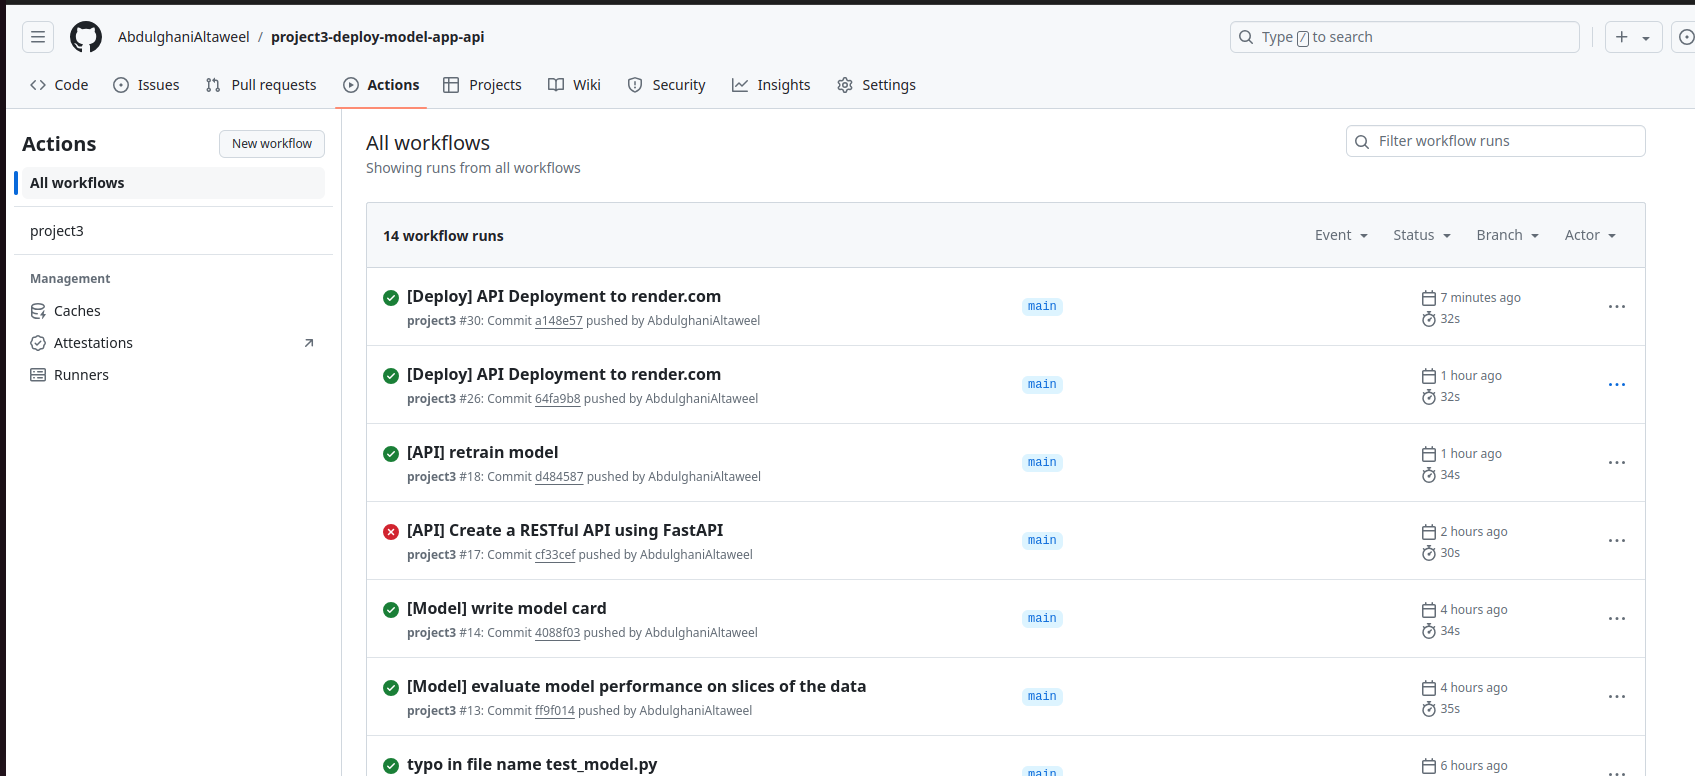 AbdulghaniAltaweel / project3-deploy-model-app-api
Type / to search
Code Issues Pull requests Actions Projects Wiki Security Insights Settings
Actions
New workflow
All workflows
project3
Management
Caches
Attestations
Runners
All workflows
Showing runs from all workflows
Filter workflow runs
14 workflow runs
Event Status Branch Actor
[Deploy] API Deployment to render.com
project3 #30: Commit a148e57 pushed by AbdulghaniAltaweel
main
7 minutes ago
32s
[Deploy] API Deployment to render.com
project3 #26: Commit 64fa9b8 pushed by AbdulghaniAltaweel
main
1 hour ago
32s
[API] retrain model
project3 #18: Commit d484587 pushed by AbdulghaniAltaweel
main
1 hour ago
34s
[API] Create a RESTful API using FastAPI
project3 #17: Commit cf33cef pushed by AbdulghaniAltaweel
main
2 hours ago
30s
[Model] write model card
project3 #14: Commit 4088f03 pushed by AbdulghaniAltaweel
main
4 hours ago
34s
[Model] evaluate model performance on slices of the data
project3 #13: Commit ff9f014 pushed by AbdulghaniAltaweel
main
4 hours ago
35s
typo in file name test_model.py
main
6 hours ago